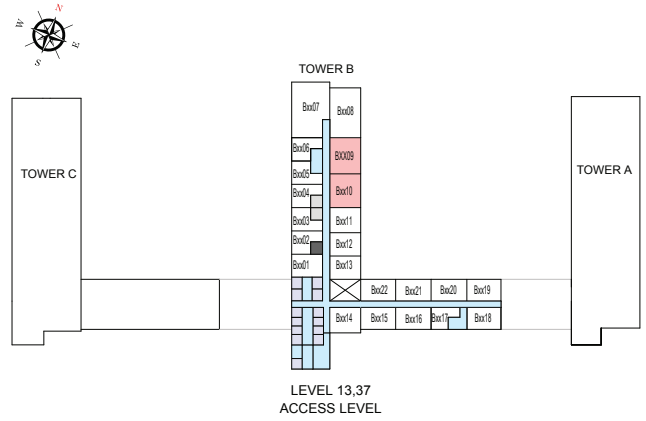 N
W
E
S
TOWER B
Bxx07
Bxx08
Bxx06
BXX09
Bxx05
TOWER C
TOWER A
Bxx04
Bxx10
Bxx03
Bxx11
Bxx02
Bxx12
Bxx01
Bxx13
Bxx22
Bxx21
Bxx20
Bxx19
Bxx14
Bxx15
Bxx16
Bxx17
Bxx18
LEVEL 13,37
ACCESS LEVEL